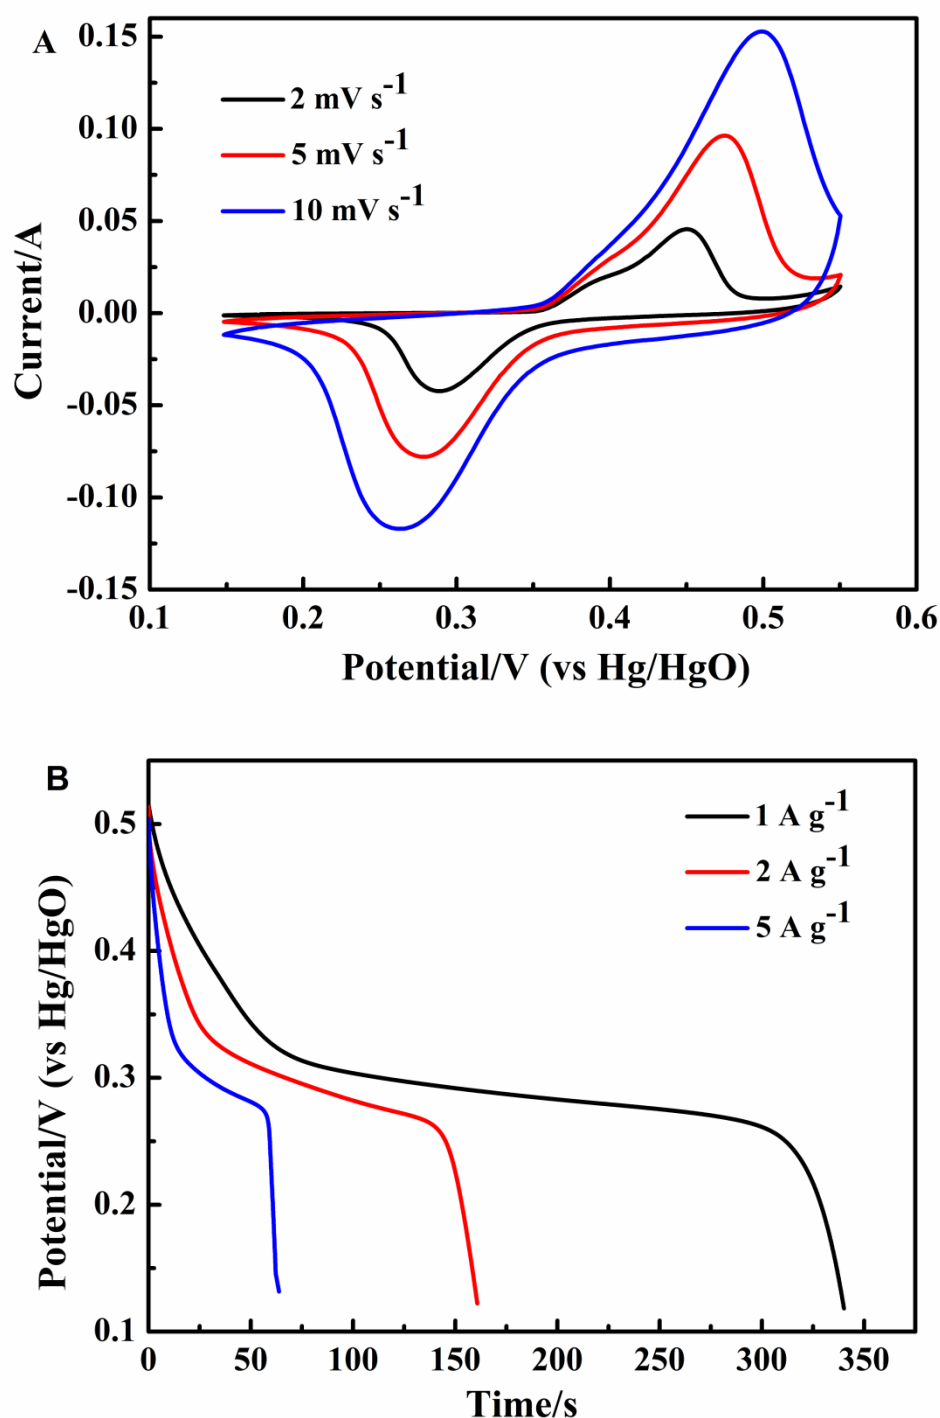 A
2 mV s⁻¹
5 mV s⁻¹
10 mV s⁻¹
0.15
0.10
0.05
0.00
-0.05
-0.10
-0.15
Current/A
0.1 0.2 0.3 0.4 0.5 0.6
Potential/V (vs Hg/HgO)
B
1 A g⁻¹
2 A g⁻¹
5 A g⁻¹
0.5
0.4
0.3
0.2
0.1
Potential/V (vs Hg/HgO)
0 50 100 150 200 250 300 350
Time/s